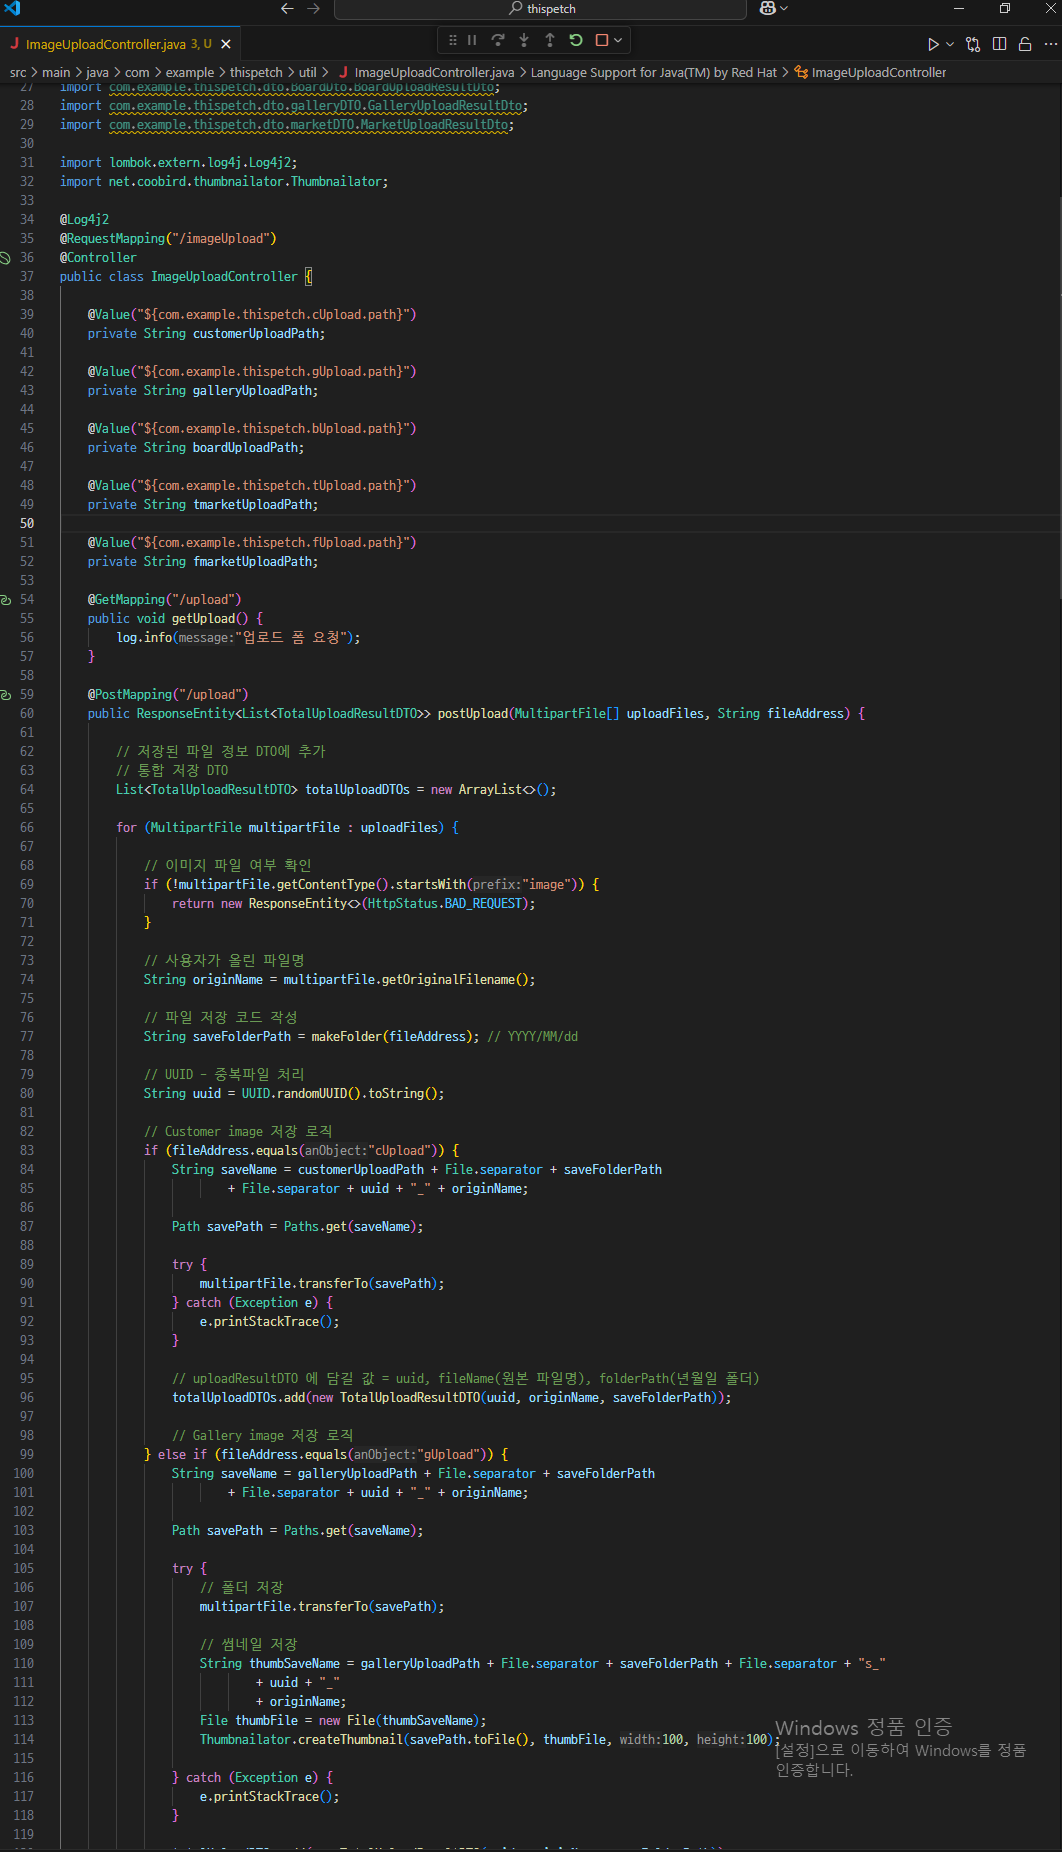 thispetch
ImageUploadController.java 3, U
src > main > java > com > example > thispetch > util > ImageUploadController.java > Language Support for Java(TM) by Red Hat > ImageUploadController
27 import com.example.thispetch.dto.BoardDto.BoardUploadResultDto;
28 import com.example.thispetch.dto.galleryDTO.GalleryUploadResultDto;
29 import com.example.thispetch.dto.marketDTO.MarketUploadResultDto;
30
31 import lombok.extern.log4j.Log4j2;
32 import net.coobird.thumbnailator.Thumbnailator;
33
34 @Log4j2
35 @RequestMapping("/imageUpload")
36 @Controller
37 public class ImageUploadController {
38
39 @Value("${com.example.thispetch.cUpload.path}")
40 private String customerUploadPath;
41
42 @Value("${com.example.thispetch.gUpload.path}")
43 private String galleryUploadPath;
44
45 @Value("${com.example.thispetch.bUpload.path}")
46 private String boardUploadPath;
47
48 @Value("${com.example.thispetch.tUpload.path}")
49 private String tmarketUploadPath;
50
51 @Value("${com.example.thispetch.fUpload.path}")
52 private String fmarketUploadPath;
53
54 @GetMapping("/upload")
55 public void getUpload() {
56 log.info(message:"업로드 폼 요청");
57 }
58
59 @PostMapping("/upload")
60 public ResponseEntity<List<TotalUploadResultDTO>> postUpload(MultipartFile[] uploadFiles, String fileAddress) {
61
62 // 저장된 파일 정보 DTO에 추가
63 // 통합 저장 DTO
64 List<TotalUploadResultDTO> totalUploadDTOs = new ArrayList<>();
65
66 for (MultipartFile multipartFile : uploadFiles) {
67
68 // 이미지 파일 여부 확인
69 if (!multipartFile.getContentType().startsWith(prefix:"image")) {
70 return new ResponseEntity<>(HttpStatus.BAD_REQUEST);
71 }
72
73 // 사용자가 올린 파일명
74 String originName = multipartFile.getOriginalFilename();
75
76 // 파일 저장 코드 작성
77 String saveFolderPath = makeFolder(fileAddress); // YYYY/MM/dd
78
79 // UUID - 중복파일 처리
80 String uuid = UUID.randomUUID().toString();
81
82 // Customer image 저장 로직
83 if (fileAddress.equals(anObject:"cUpload")) {
84 String saveName = customerUploadPath + File.separator + saveFolderPath
85 + File.separator + uuid + "_" + originName;
86
87 Path savePath = Paths.get(saveName);
88
89 try {
90 multipartFile.transferTo(savePath);
91 } catch (Exception e) {
92 e.printStackTrace();
93 }
94
95 // uploadResultDTO 에 담길 값 = uuid, fileName(원본 파일명), folderPath(년월일 폴더)
96 totalUploadDTOs.add(new TotalUploadResultDTO(uuid, originName, saveFolderPath));
97
98 // Gallery image 저장 로직
99 } else if (fileAddress.equals(anObject:"gUpload")) {
100 String saveName = galleryUploadPath + File.separator + saveFolderPath
101 + File.separator + uuid + "_" + originName;
102
103 Path savePath = Paths.get(saveName);
104
105 try {
106 // 폴더 저장
107 multipartFile.transferTo(savePath);
108
109 // 썸네일 저장
110 String thumbSaveName = galleryUploadPath + File.separator + saveFolderPath + File.separator + "s_"
111 + uuid + "_"
112 + originName;
113 File thumbFile = new File(thumbSaveName);
114 Thumbnailator.createThumbnail(savePath.toFile(), thumbFile, width:100, height:100);
115
116 } catch (Exception e) {
117 e.printStackTrace();
118 }
119
Windows 정품 인증
[설정]으로 이동하여 Windows를 정품
인증합니다.